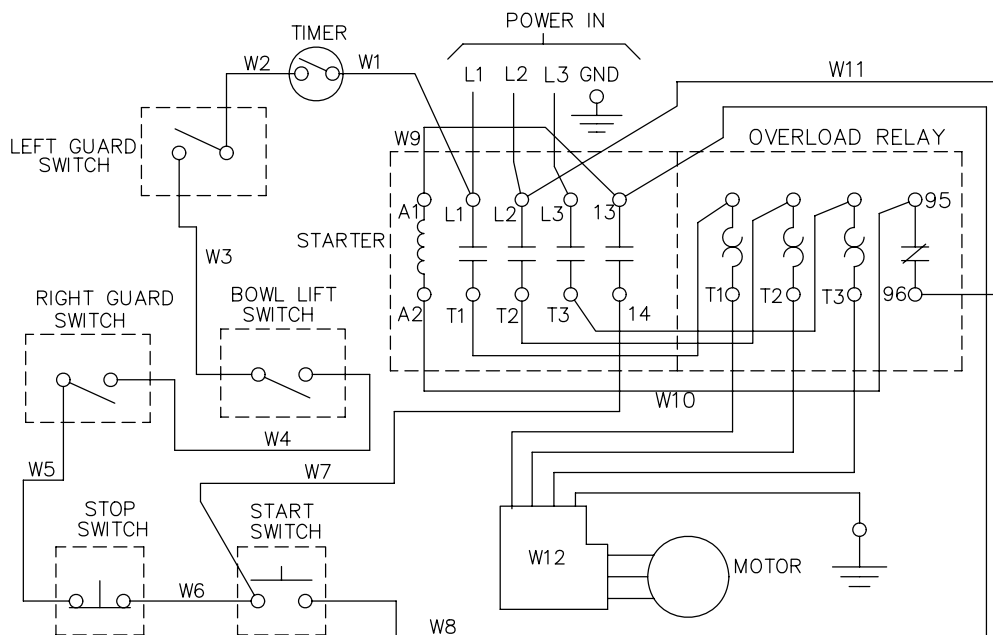 POWER IN
TIMER
W2
W1
L1 L2 L3 GND
W11
LEFT GUARD
SWITCH
W9
OVERLOAD RELAY
A1 L1 L2 L3 13
95
STARTER
W3
A2 T1 T2 T3 14
T1 T2 T3 96
RIGHT GUARD
SWITCH
BOWL LIFT
SWITCH
W10
W4
W5
W7
STOP
SWITCH
START
SWITCH
W12
MOTOR
W6
W8